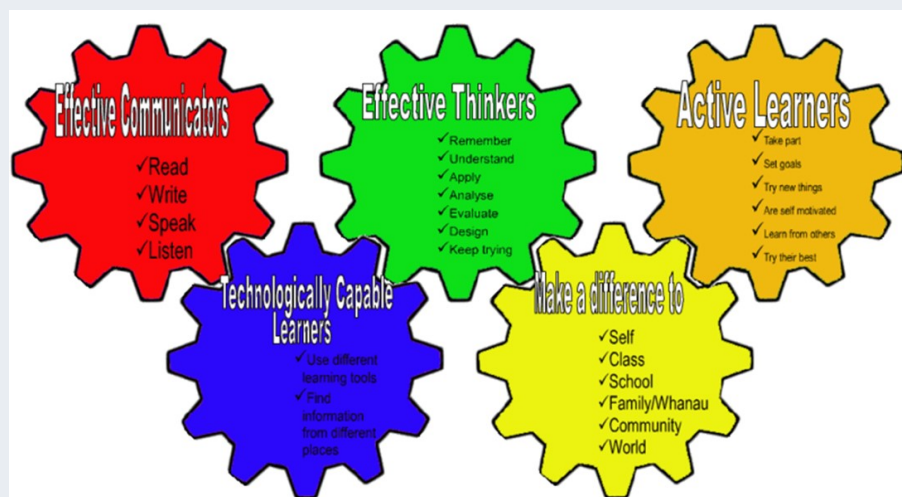 Effective Communicators
✓Read
✓Write
✓Speak
✓Listen
Effective Thinkers
✓Remember
✓Understand
✓Apply
✓Analyse
✓Evaluate
✓Design
✓Keep trying
Active Learners
✓Take part
✓Set goals
✓Try new things
✓Are self motivated
✓Learn from others
✓Try their best
Technologically Capable
Learners
✓Use different
learning tools
✓Find
information
from different
places
Make a difference to
✓Self
✓Class
✓School
✓Family/Whanau
✓Community
✓World